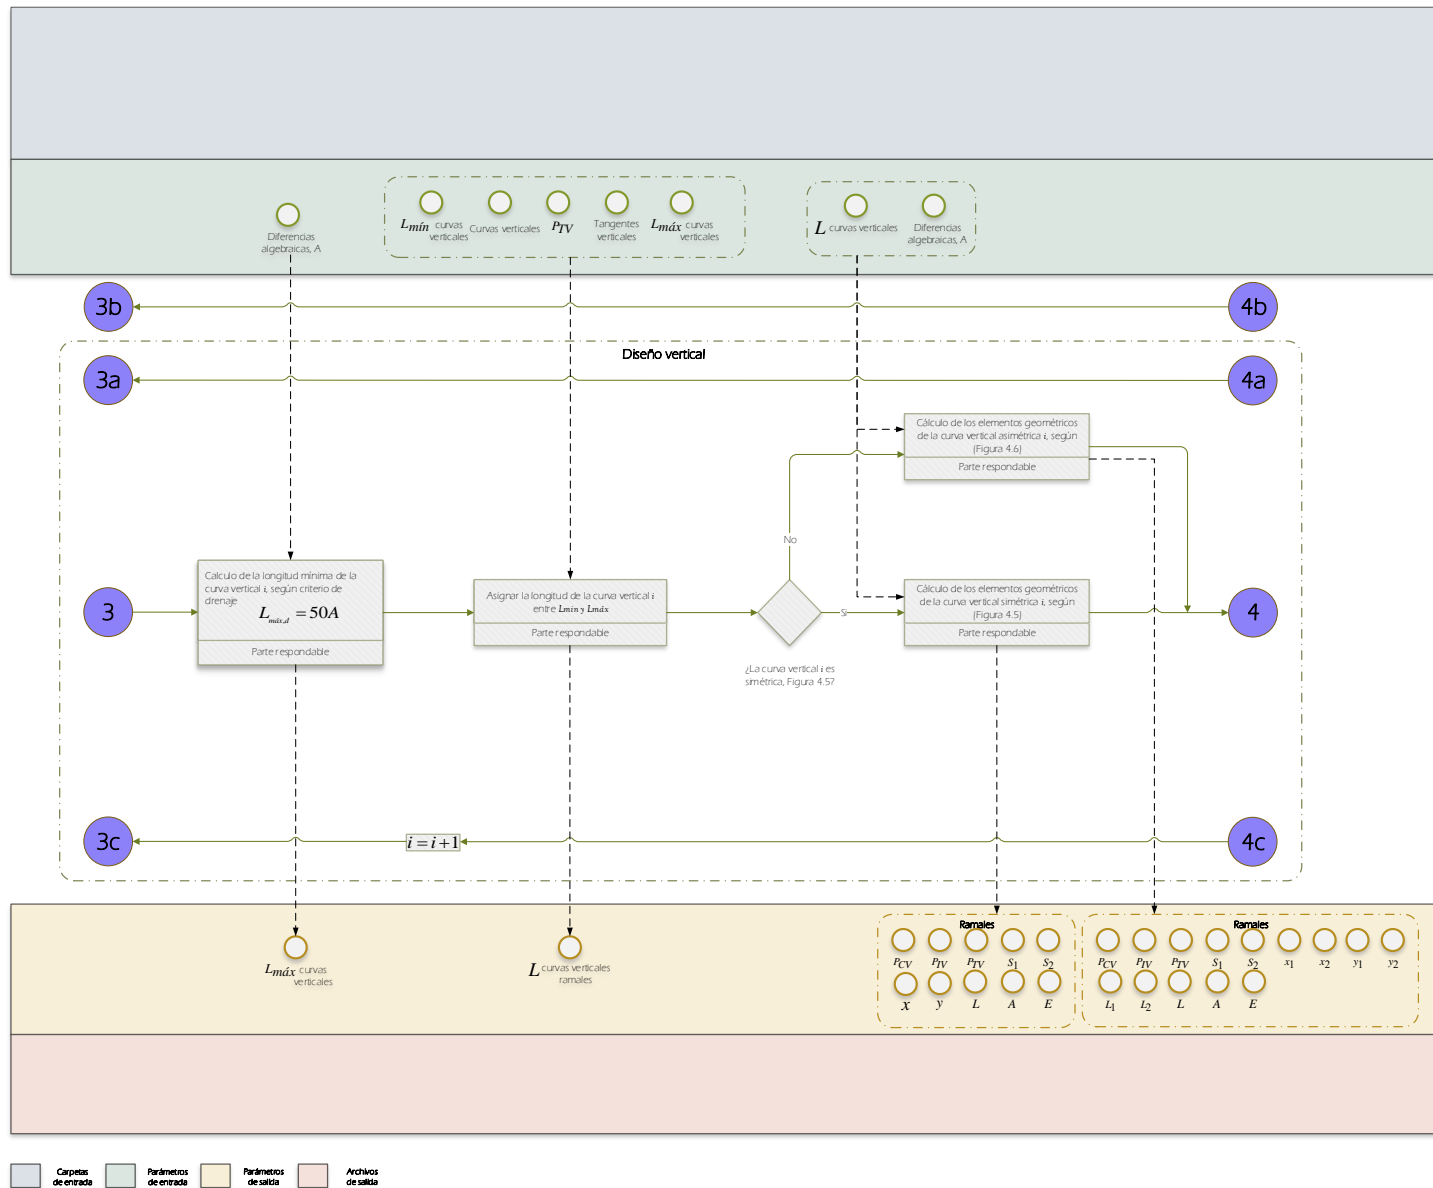 Diferencias
algebraicas, A
Lmín curvas
verticales
Curvas verticales
PTV
Tangentes
verticales
Lmáx curvas
verticales
L curvas verticales
Diferencias
algebraicas, A
3b
4b
Diseño vertical
3a
4a
Cálculo de los elementos geométricos
de la curva vertical asimétrica i, según
(Figura 4.6)
Parte respondable
No
3
Calculo de la longitud mínima de la
curva vertical i, según criterio de
drenaje
Lmáx,d = 50A
Parte respondable
Asignar la longitud de la curva vertical i
entre Lmin y Lmáx
Parte respondable
Si
Cálculo de los elementos geométricos
de la curva vertical simétrica i, según
(Figura 4.5)
Parte respondable
4
¿La curva vertical i es
simétrica, Figura 4.5?
3c
i = i+1
4c
Lmáx curvas
verticales
L curvas verticales
ramales
Ramales
PCV PIV PTV S1 S2
x y L A E
Ramales
PCV PIV PTV S1 S2 x1 x2 y1 y2
L1 L2 L A E
Carpetas
de entrada
Parámetros
de entrada
Parámetros
de salida
Archivos
de salida